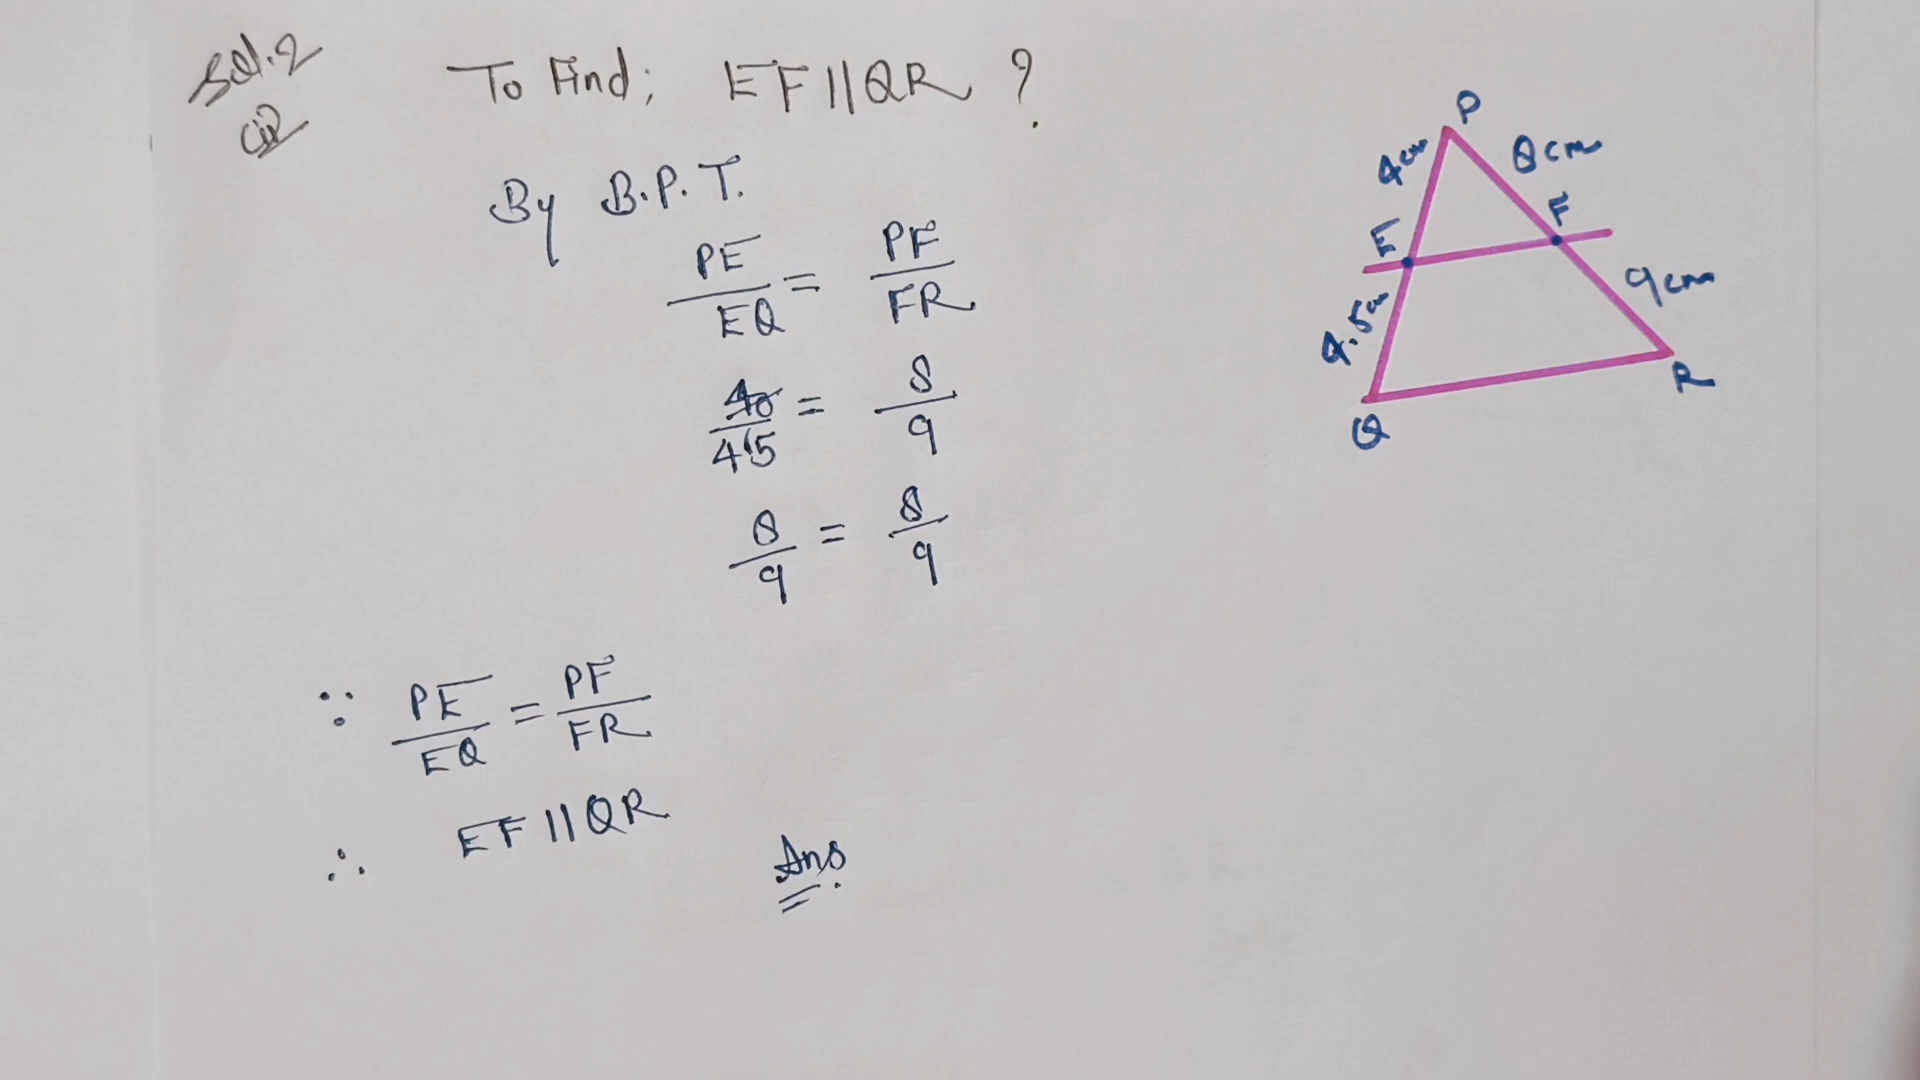 Sol.2 To Find; EF||QR ?
(ii)
By B.P.T.
PE/EQ = PF/FR
40/45 = 8/9
8/9 = 8/9
∵ PE/EQ = PF/FR
∴ EF||QR
Ans.
P
4cm 8cm
E F
4.5cm 9cm
Q R